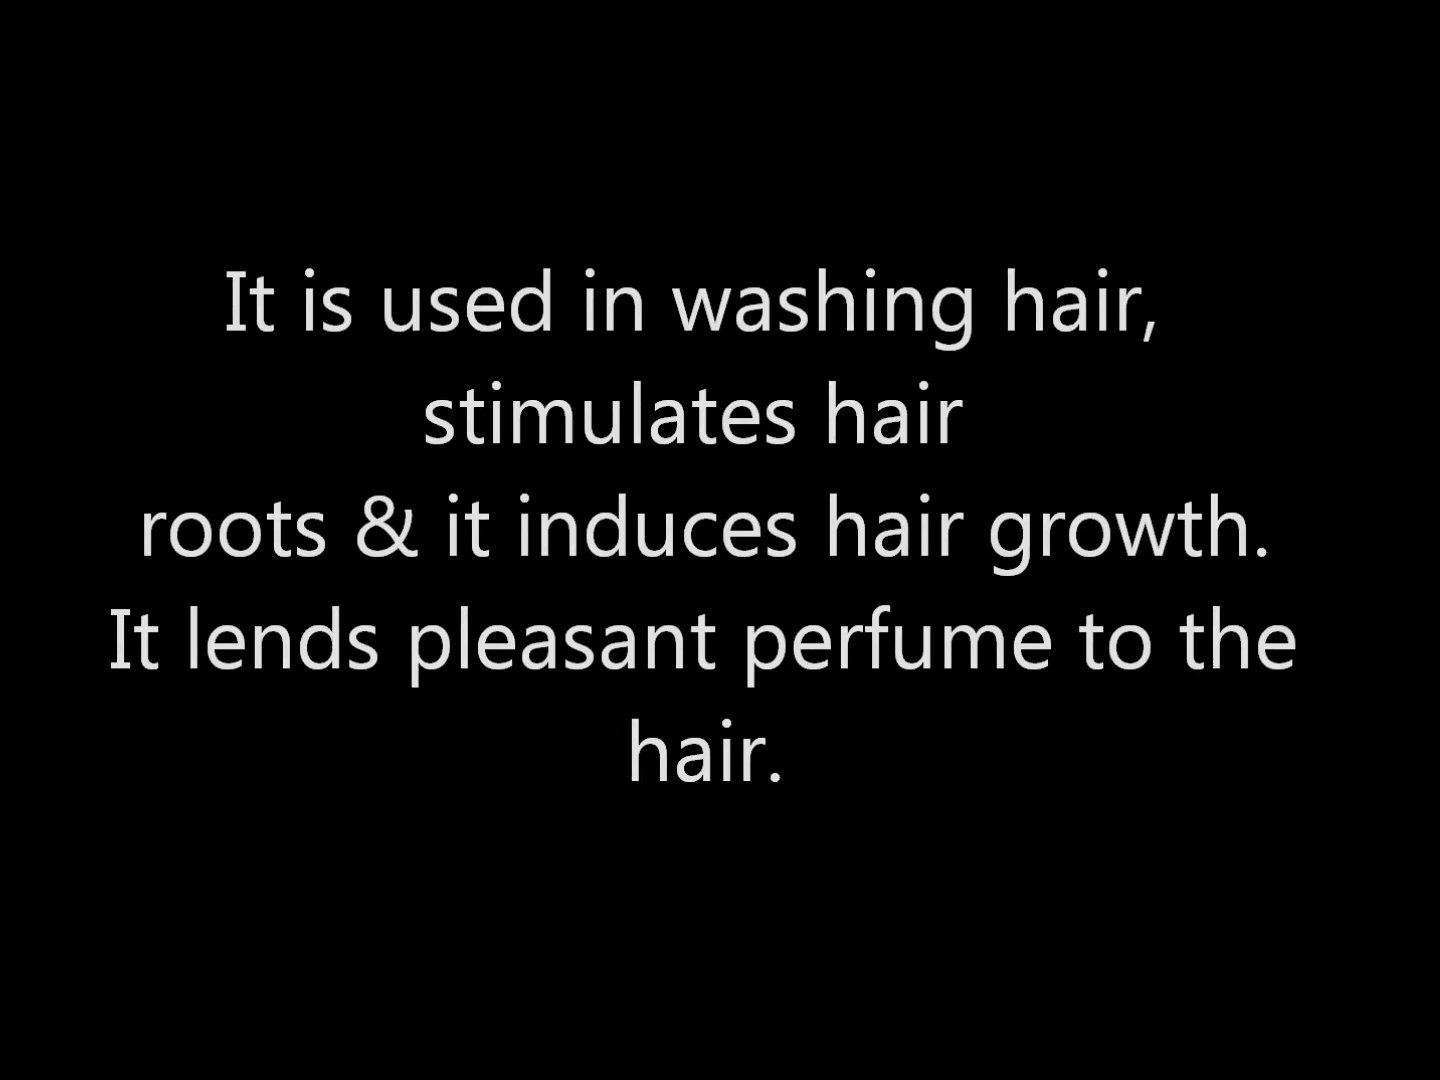 It is used in washing hair,
stimulates hair
roots & it induces hair growth.
It lends pleasant perfume to the
hair.